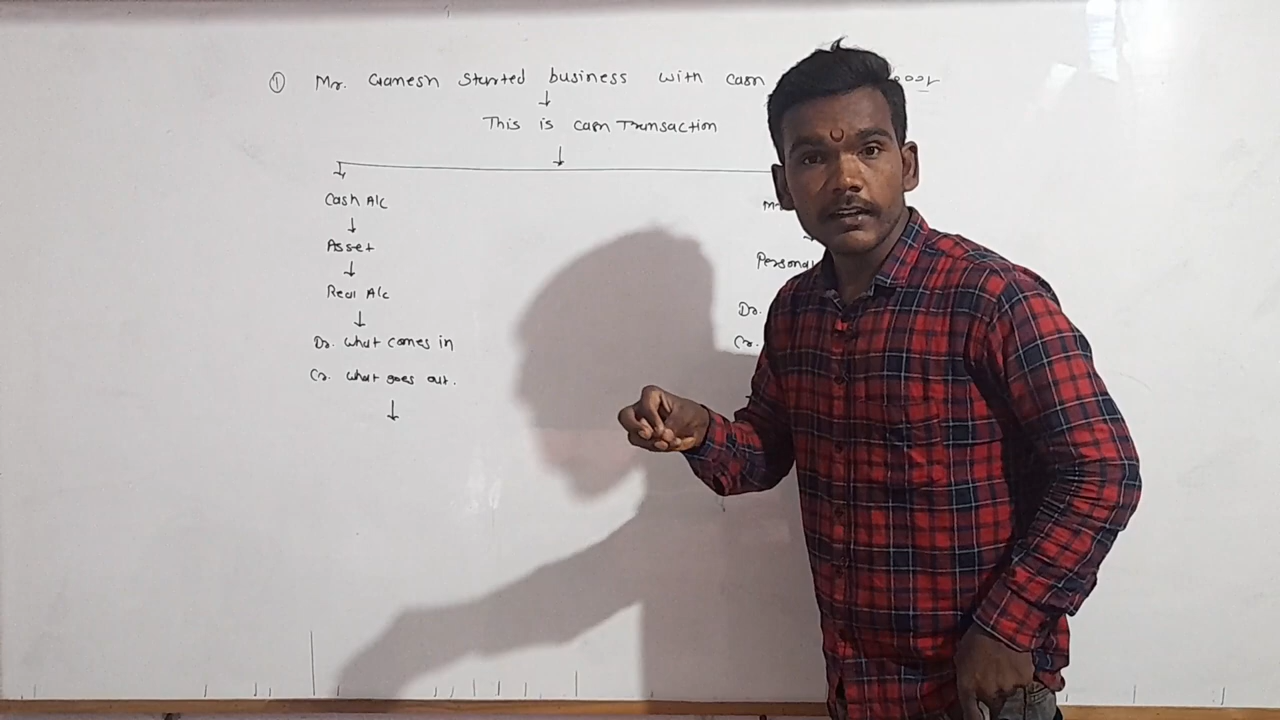 ① Mr. Ganesh Started business with cash
This is Cash Transaction
Cash A/c
Asset
Real A/c
Dr. what comes in
Cr. what goes out.
Personal
Dr.
Cr.